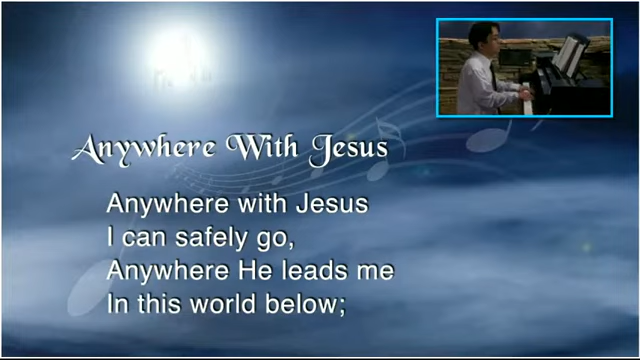 Anywhere With Jesus
Anywhere with Jesus
I can safely go,
Anywhere He leads me
In this world below;